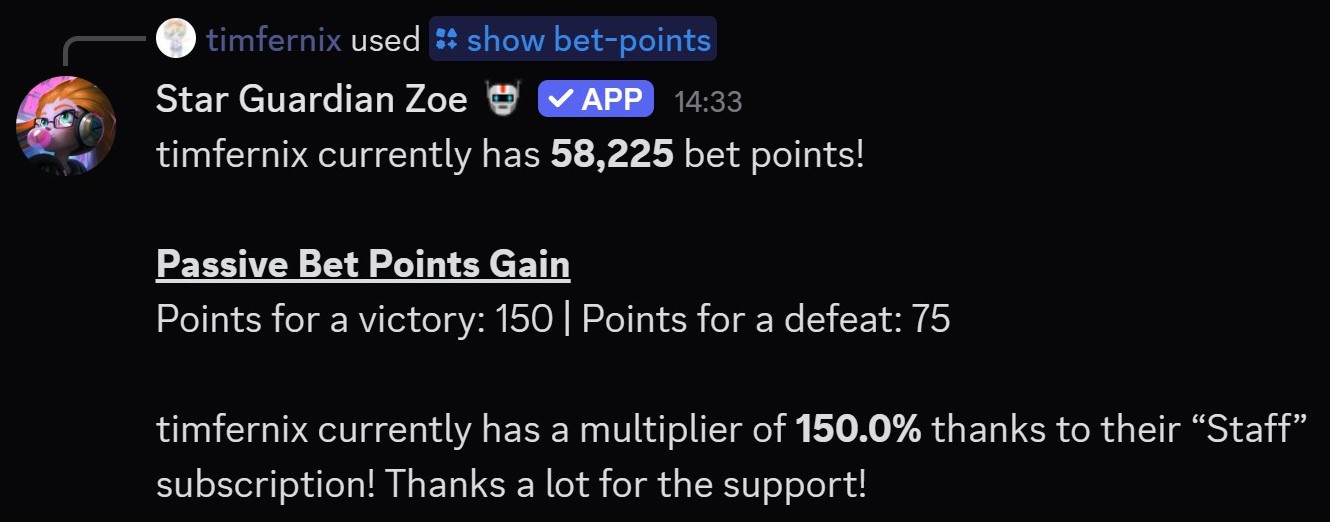 timfernix used show bet-points
Star Guardian Zoe APP 14:33
timfernix currently has 58,225 bet points!
Passive Bet Points Gain
Points for a victory: 150 | Points for a defeat: 75
timfernix currently has a multiplier of 150.0% thanks to their “Staff”
subscription! Thanks a lot for the support!